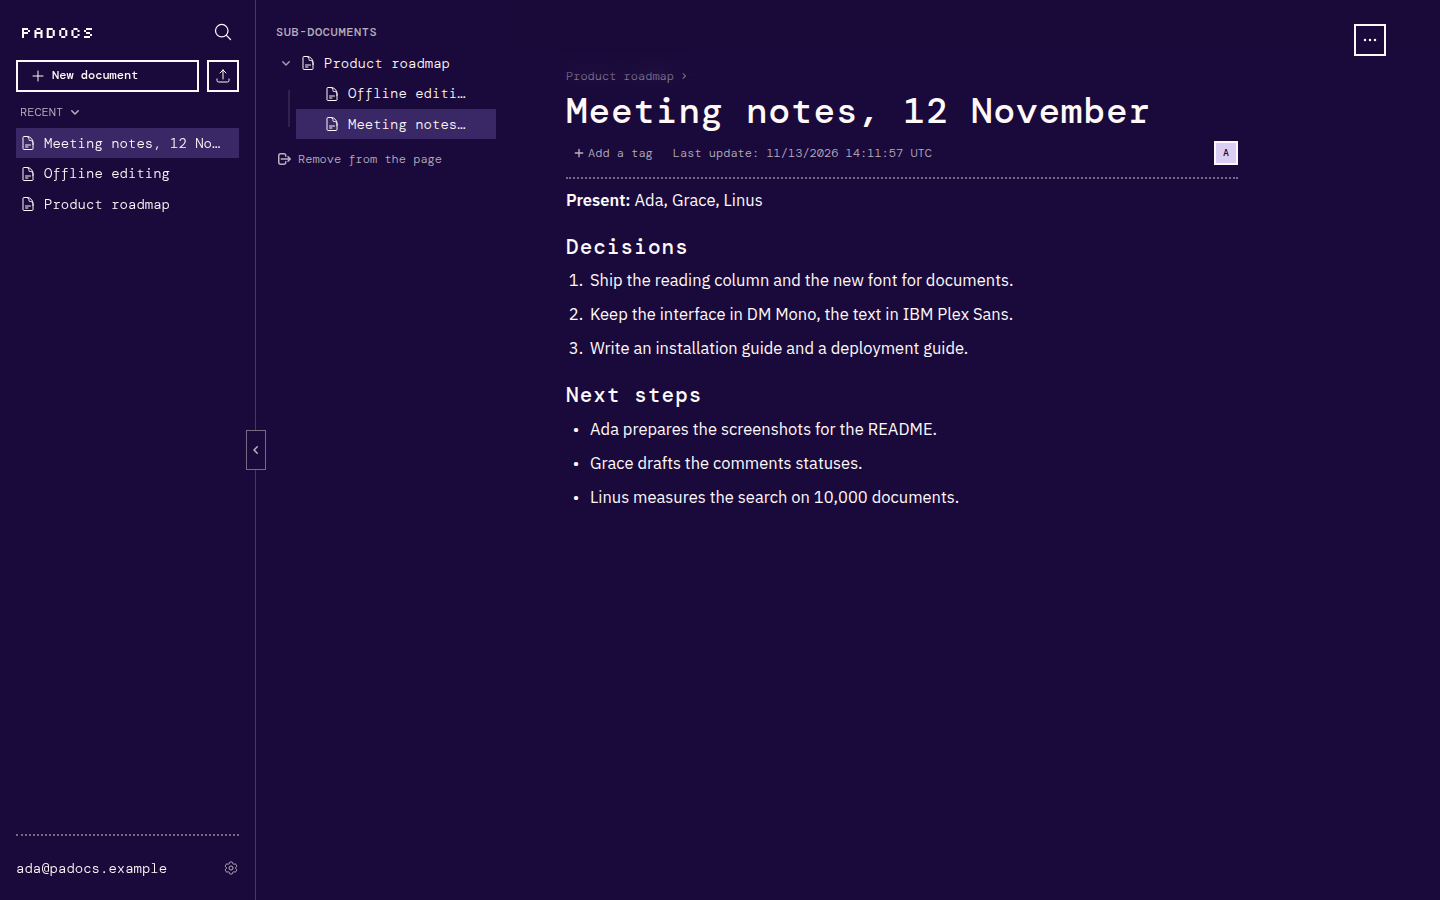 PADOCS
New document
RECENT
Meeting notes, 12 No…
Offline editing
Product roadmap
ada@padocs.example
SUB-DOCUMENTS
Product roadmap
Offline editi…
Meeting notes…
Remove from the page
Product roadmap ›
Meeting notes, 12 November
+ Add a tag Last update: 11/13/2026 14:11:57 UTC
A
Present: Ada, Grace, Linus
Decisions
1. Ship the reading column and the new font for documents.
2. Keep the interface in DM Mono, the text in IBM Plex Sans.
3. Write an installation guide and a deployment guide.
Next steps
• Ada prepares the screenshots for the README.
• Grace drafts the comments statuses.
• Linus measures the search on 10,000 documents.